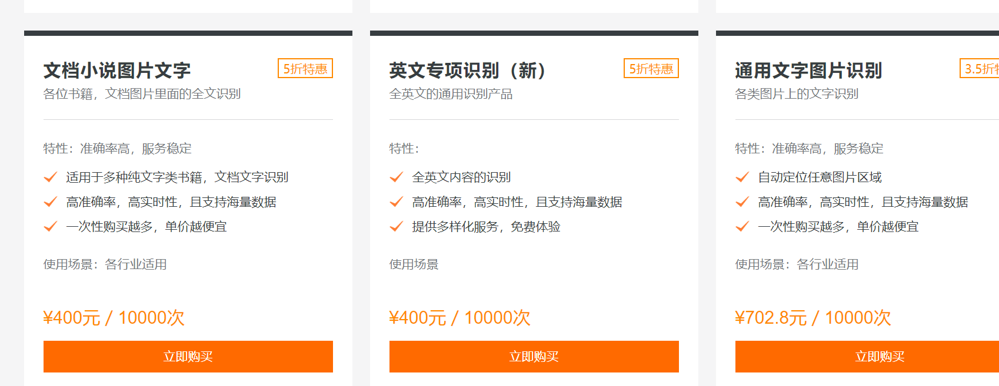 文档小说图片文字
5折特惠
各位书籍，文档图片里面的全文识别
特性：准确率高，服务稳定
适用于多种纯文字类书籍，文档文字识别
高准确率，高实时性，且支持海量数据
一次性购买越多，单价越便宜
使用场景：各行业适用
¥400元 / 10000次
立即购买
英文专项识别（新）
5折特惠
全英文的通用识别产品
特性：
全英文内容的识别
高准确率，高实时性，且支持海量数据
提供多样化服务，免费体验
使用场景
¥400元 / 10000次
立即购买
通用文字图片识别
3.5折
各类图片上的文字识别
特性：准确率高，服务稳定
自动定位任意图片区域
高准确率，高实时性，且支持海量数据
一次性购买越多，单价越便宜
使用场景：各行业适用
¥702.8元 / 10000次
立即购买